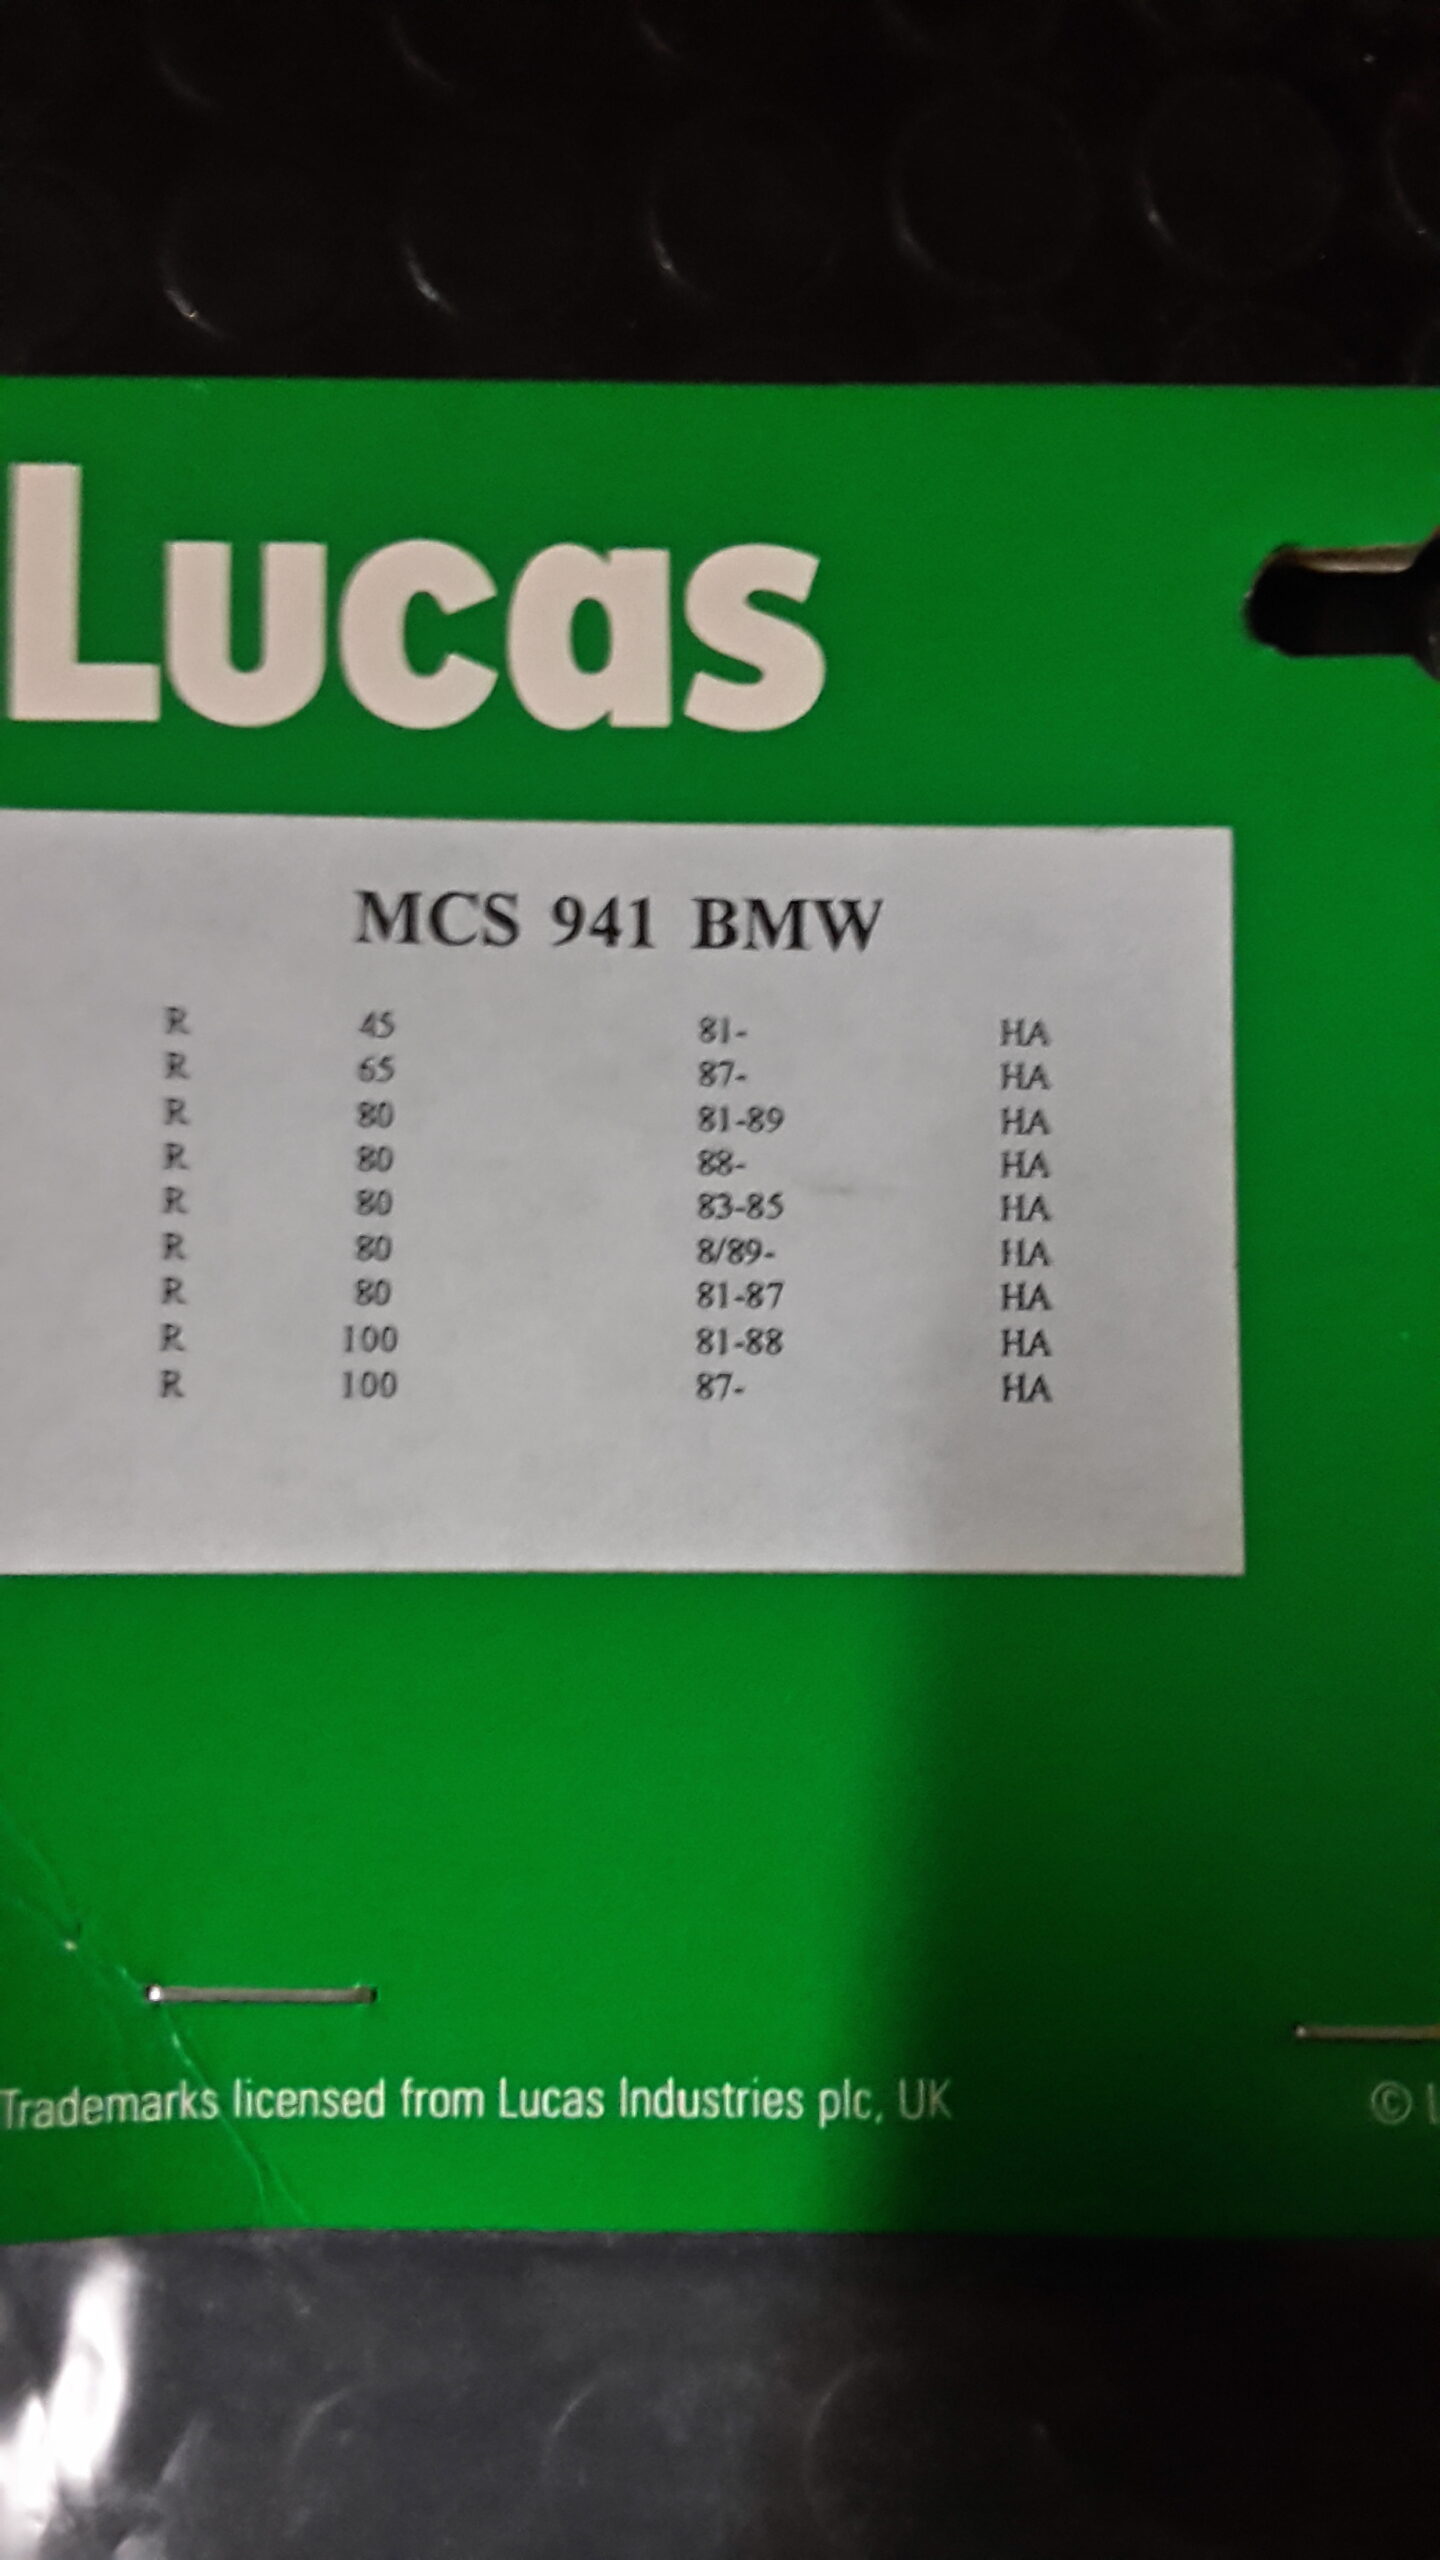 Lucas
MCS 941 BMW
R 45 81- HA
R 65 87- HA
R 80 81-89 HA
R 80 88- HA
R 80 83-85 HA
R 80 8/89- HA
R 80 81-87 HA
R 100 81-88 HA
R 100 87- HA
Trademarks licensed from Lucas Industries plc, UK
©